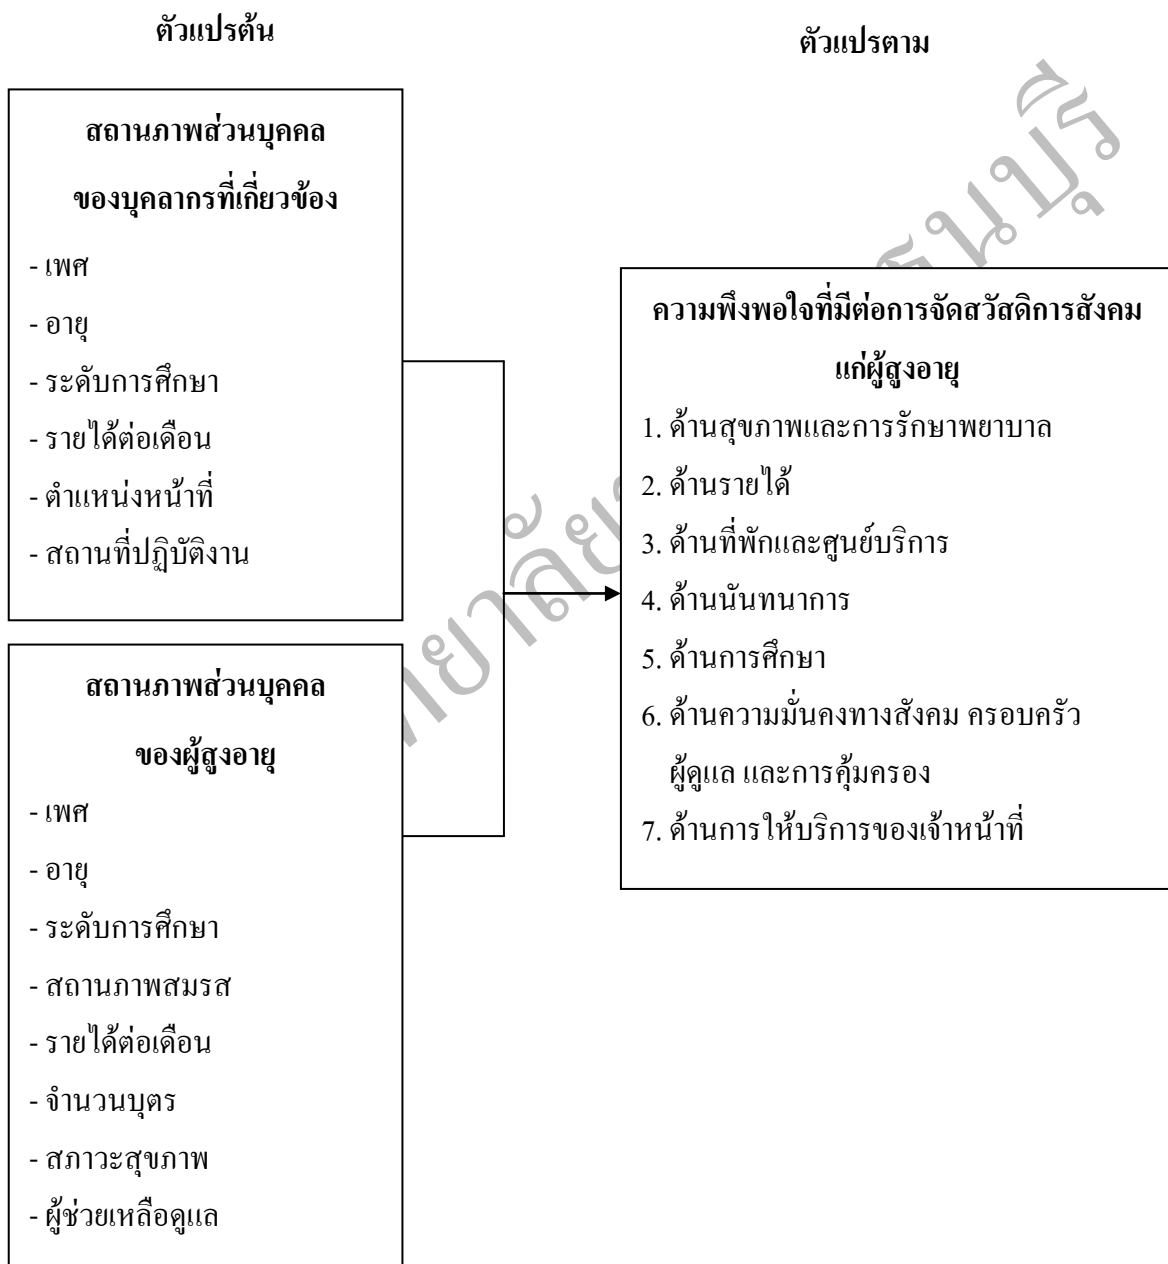 ตัวแปรต้น
ตัวแปรตาม
สถานภาพส่วนบุคคล
ของบุคลากรที่เกี่ยวข้อง
- เพศ
- อายุ
- ระดับการศึกษา
- รายได้ต่อเดือน
- ตำแหน่งหน้าที่
- สถานที่ปฏิบัติงาน
สถานภาพส่วนบุคคล
ของผู้สูงอายุ
- เพศ
- อายุ
- ระดับการศึกษา
- สถานภาพสมรส
- รายได้ต่อเดือน
- จำนวนบุตร
- สภาวะสุขภาพ
- ผู้ช่วยเหลือดูแล
ความพึงพอใจที่มีต่อการจัดสวัสดิการสังคม
แก่ผู้สูงอายุ
1. ด้านสุขภาพและการรักษาพยาบาล
2. ด้านรายได้
3. ด้านที่พักและศูนย์บริการ
4. ด้านนันทนาการ
5. ด้านการศึกษา
6. ด้านความมั่นคงทางสังคม ครอบครัว
ผู้ดูแล และการคุ้มครอง
7. ด้านการให้บริการของเจ้าหน้าที่